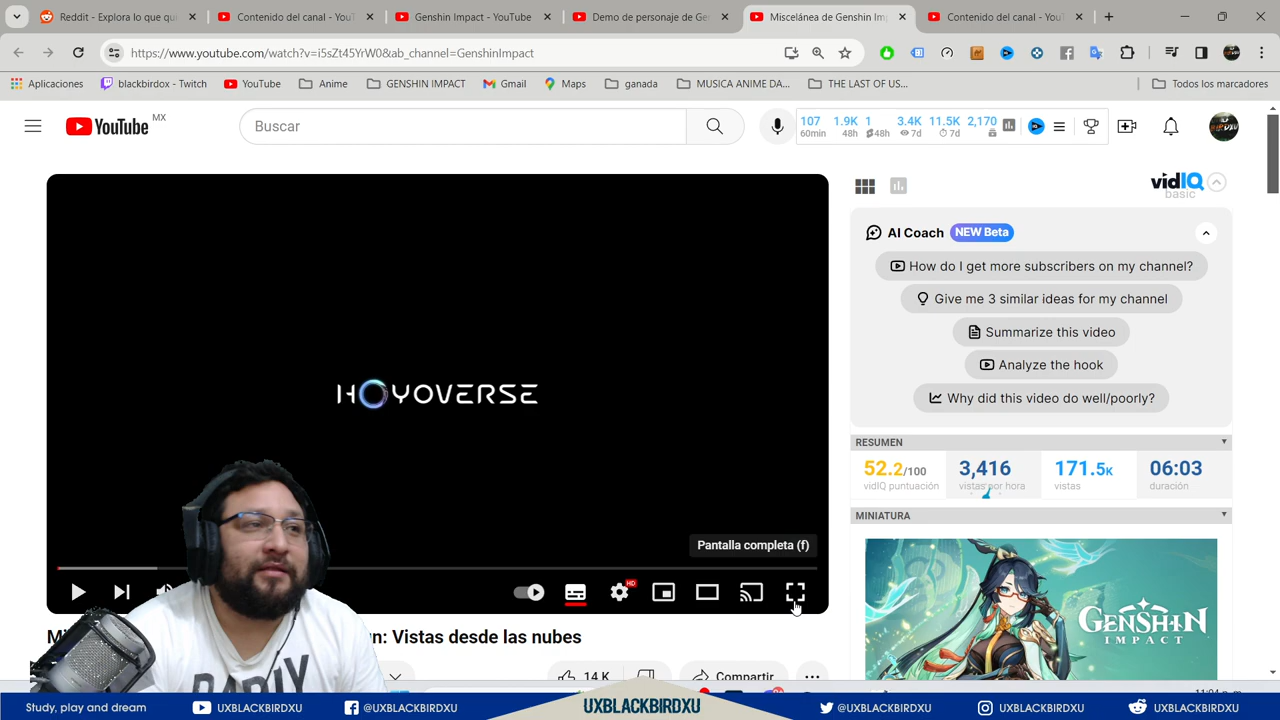 Reddit - Explora lo que qu
Contenido del canal - YouT
Genshin Impact - YouTube
Demo de personaje de Ge
Miscelánea de Genshin Im
Contenido del canal - YouT
https://www.youtube.com/watch?v=i5sZt45YrW0&ab_channel=GenshinImpact
Aplicaciones
blackbirdox - Twitch
YouTube
Anime
GENSHIN IMPACT
Gmail
Maps
ganada
MUSICA ANIME DA...
THE LAST OF US...
Todos los marcadores
YouTube MX
Buscar
107 1.9K 1 3.4K 11.5K 2,170
60min 48h 48h 7d 7d
vidIQ
basic
AI Coach NEW Beta
How do I get more subscribers on my channel?
Give me 3 similar ideas for my channel
Summarize this video
Analyze the hook
Why did this video do well/poorly?
HOYOVERSE
RESUMEN
52.2/100 3,416 171.5K 06:03
vidIQ puntuación vistas por hora vistas duración
MINIATURA
Pantalla completa (f)
HD
GENSHIN
IMPACT
n: Vistas desde las nubes
14 K
Compartir
Study, play and dream
UXBLACKBIRDXU
@UXBLACKBIRDXU
UXBLACKBIRDXU
@UXBLACKBIRDXU
UXBLACKBIRDXU
UXBLACKBIRDXU